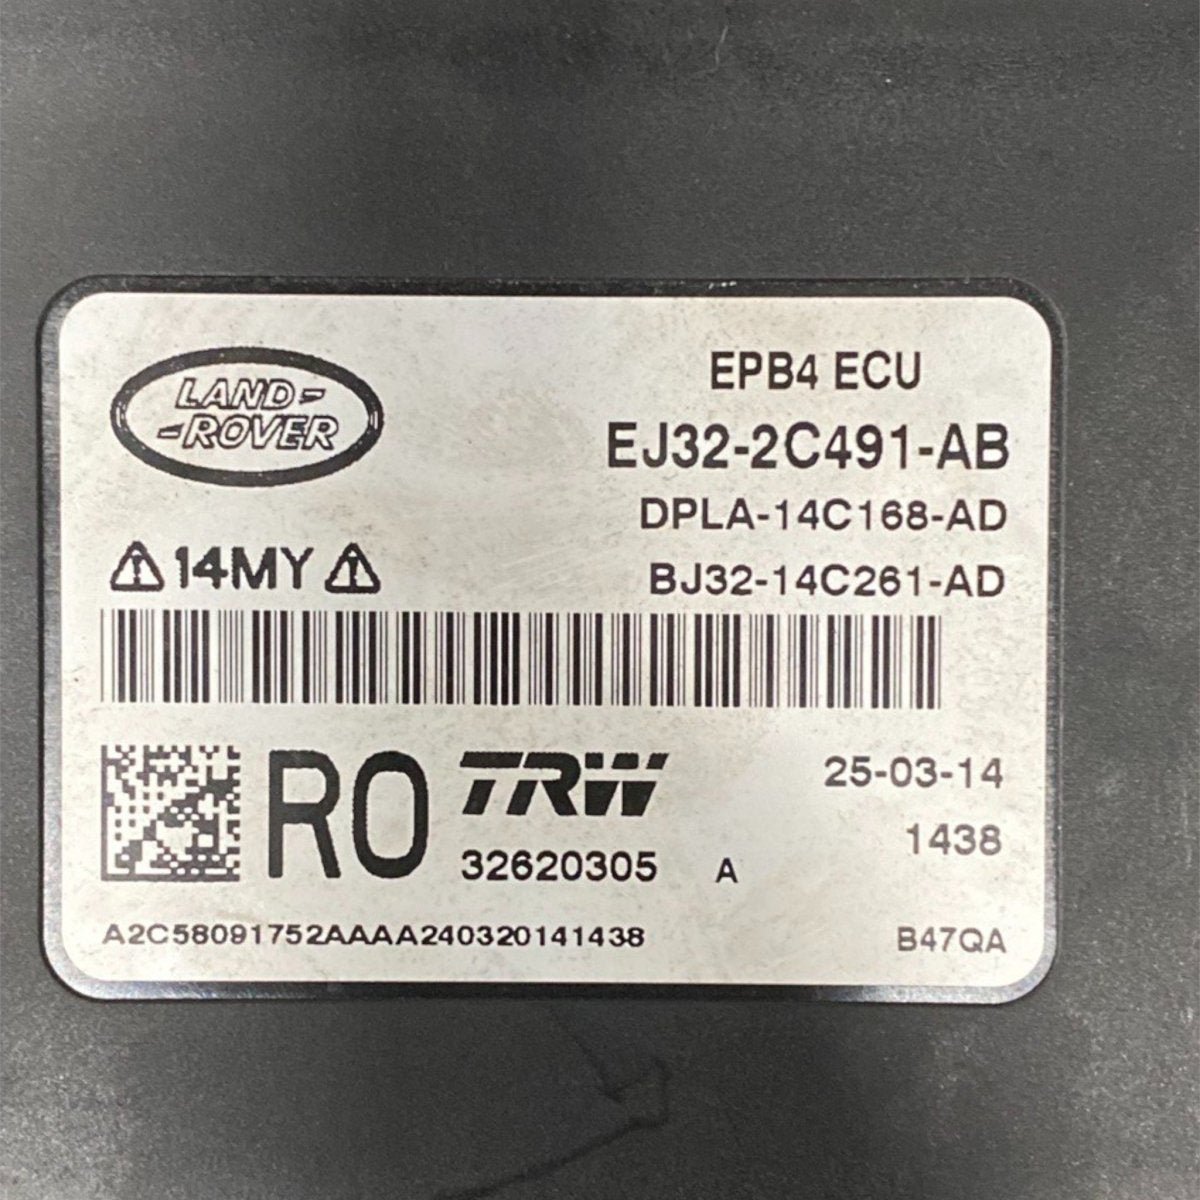 LAND-
-ROVER
EPB4 ECU
EJ32-2C491-AB
DPLA-14C168-AD
14MY
BJ32-14C261-AD
RO
TRW
25-03-14
32620305 A
1438
A2C58091752AAAA240320141438
B47QA